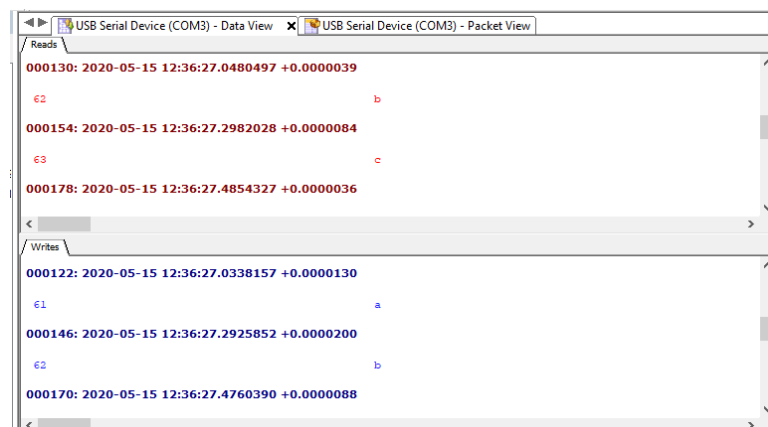 USB Serial Device (COM3) - Data View USB Serial Device (COM3) - Packet View
Reads
000130: 2020-05-15 12:36:27.0480497 +0.0000039
62 b
000154: 2020-05-15 12:36:27.2982028 +0.0000084
63 c
000178: 2020-05-15 12:36:27.4854327 +0.0000036
Writes
000122: 2020-05-15 12:36:27.0338157 +0.0000130
61 a
000146: 2020-05-15 12:36:27.2925852 +0.0000200
62 b
000170: 2020-05-15 12:36:27.4760390 +0.0000088